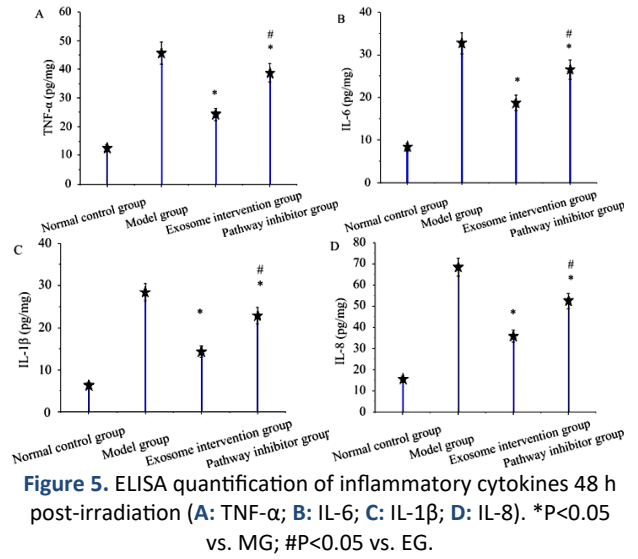 A
60
50
40
30
20
10
0
TNF-α (pg/mg)
*
#
*
Normal control group
Model group
Exosome intervention group
Pathway inhibitor group
B
40
30
20
10
0
IL-6 (pg/mg)
*
#
*
Normal control group
Model group
Exosome intervention group
Pathway inhibitor group
C
40
30
20
10
0
IL-1β (pg/mg)
*
#
*
Normal control group
Model group
Exosome intervention group
Pathway inhibitor group
D
80
70
60
50
40
30
20
10
0
IL-8 (pg/mg)
*
#
*
Normal control group
Model group
Exosome intervention group
Pathway inhibitor group
Figure 5. ELISA quantification of inflammatory cytokines 48 h
post-irradiation (A: TNF-α; B: IL-6; C: IL-1β; D: IL-8). *P<0.05
vs. MG; #P<0.05 vs. EG.